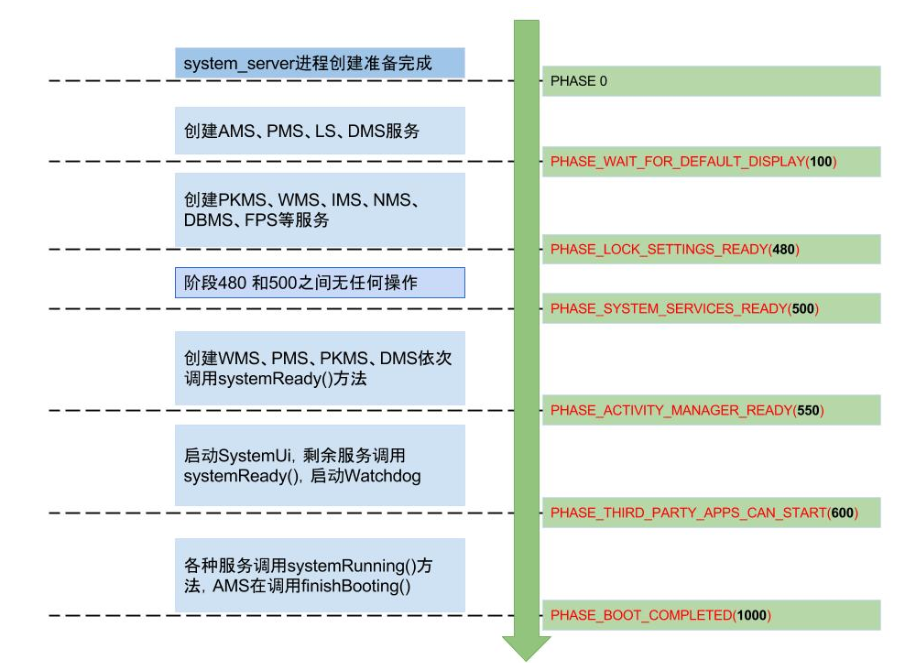 system_server进程创建准备完成
PHASE 0
创建AMS、PMS、LS、DMS服务
PHASE_WAIT_FOR_DEFAULT_DISPLAY(100)
创建PKMS、WMS、IMS、NMS、
DBMS、FPS等服务
PHASE_LOCK_SETTINGS_READY(480)
阶段480 和500之间无任何操作
PHASE_SYSTEM_SERVICES_READY(500)
创建WMS、PMS、PKMS、DMS依次
调用systemReady()方法
PHASE_ACTIVITY_MANAGER_READY(550)
启动SystemUi, 剩余服务调用
systemReady(), 启动Watchdog
PHASE_THIRD_PARTY_APPS_CAN_START(600)
各种服务调用systemRunning()方
法, AMS在调用finishBooting()
PHASE_BOOT_COMPLETED(1000)